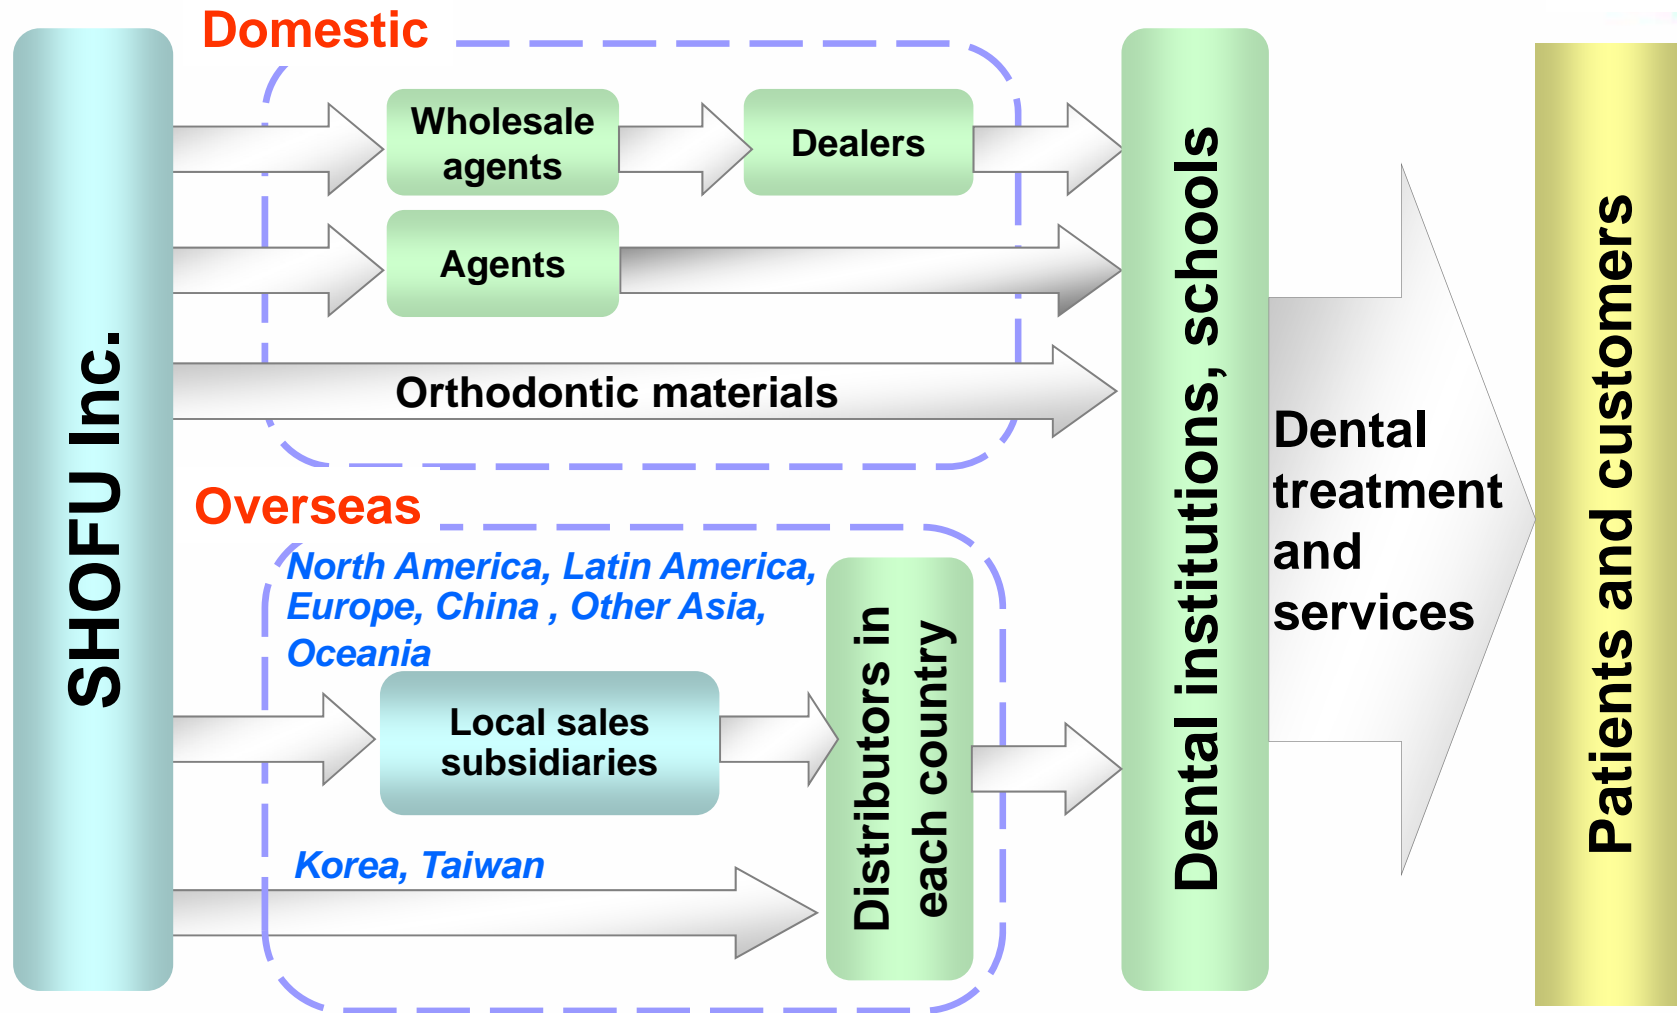 Domestic
SHOFU Inc.
Wholesale
agents
Dealers
Agents
Orthodontic materials
Overseas
North America, Latin America,
Europe, China , Other Asia,
Oceania
Local sales
subsidiaries
Korea, Taiwan
Distributors in
each country
Dental institutions, schools
Dental
treatment
and
services
Patients and customers